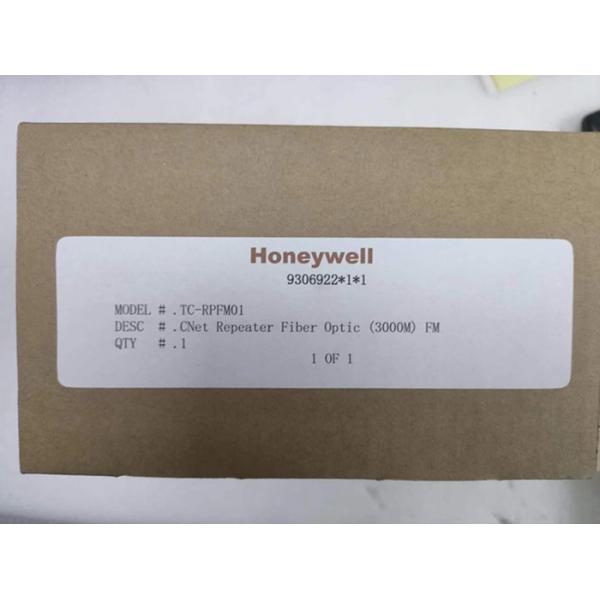 Honeywell
9306922*1*1
MODEL # .TC-RPFM01
DESC # .CNet Repeater Fiber Optic (3000M) FM
QTY # .1
1 OF 1